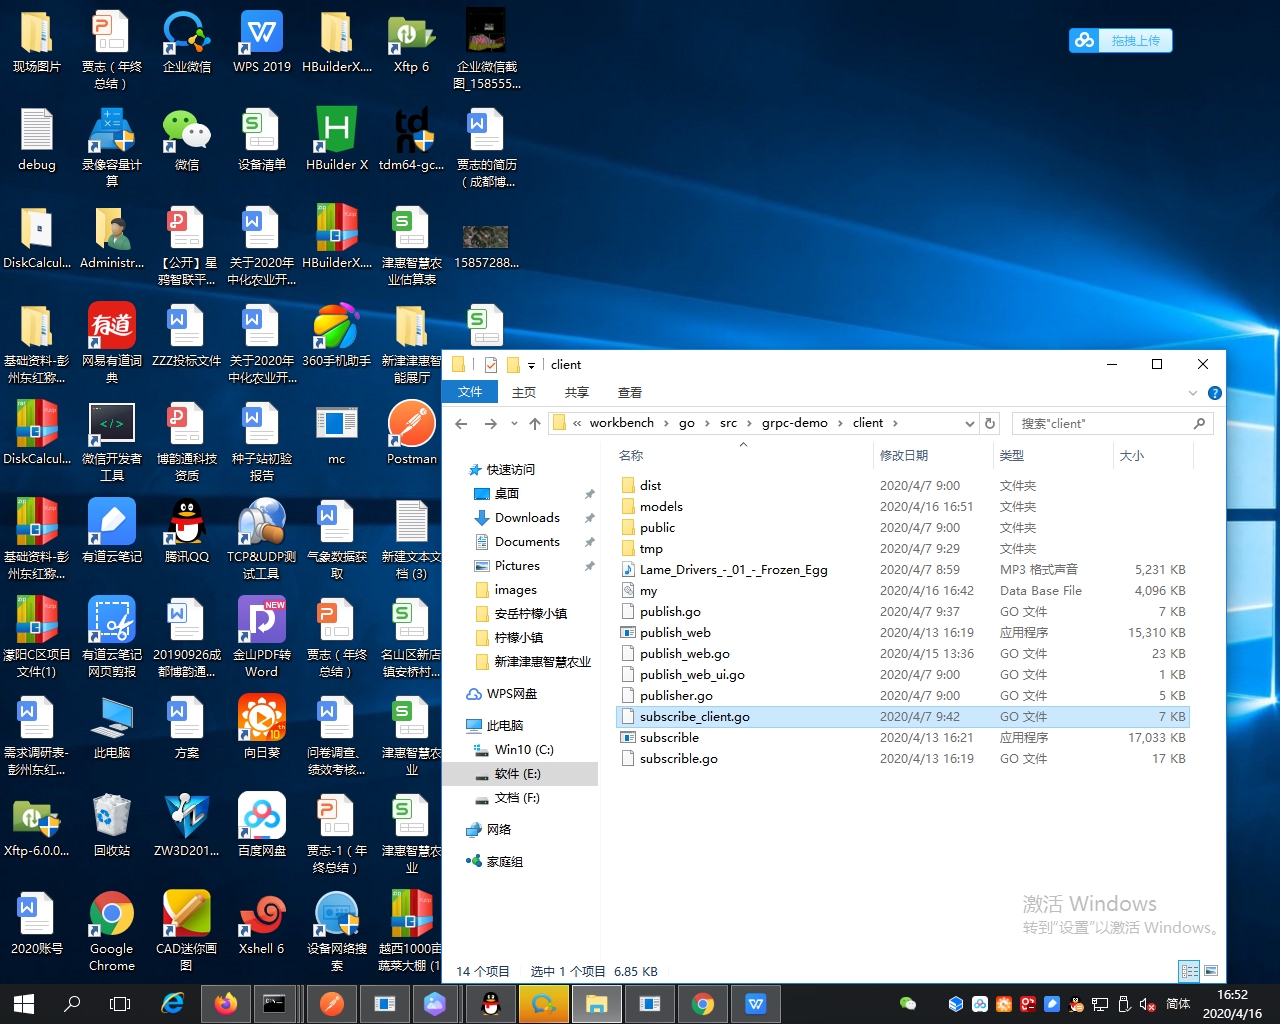 现场图片
贾志（年终
总结）
企业微信
WPS 2019
HBuilderX....
Xftp 6
企业微信截
图_158555...
拖拽上传
debug
录像容量计
算
微信
设备清单
HBuilder X
tdm64-gc...
贾志的简历
（成都博...
DiskCalcul...
Administr...
【公开】星
鸦智联平...
关于2020年
中化农业开...
HBuilderX....
津惠智慧农
业估算表
15857288...
基础资料-彭
州东红猕...
网易有道词
典
ZZZ投标文件
关于2020年
中化农业开...
360手机助手
新津津惠智
能展厅
DiskCalcul...
微信开发者
工具
博韵通科技
资质
种子站初验
报告
mc
Postman
基础资料-彭
州东红猕...
有道云笔记
腾讯QQ
TCP&UDP测
试工具
气象数据获
取
新建文本文
档 (3)
濛阳C区项目
文件(1)
有道云笔记
网页剪报
20190926成
都博韵通...
金山PDF转
Word
贾志（年终
总结）
名山区新店
镇安桥村...
需求调研表-
彭州东红...
此电脑
方案
向日葵
问卷调查、
绩效考核...
津惠智慧农
业
Xftp-6.0.0...
回收站
ZW3D201...
百度网盘
贾志-1（年
终总结）
津惠智慧农
业
2020账号
Google
Chrome
CAD迷你画
图
Xshell 6
设备网络搜
索
越西1000亩
蔬菜大棚 (1
client
文件
主页
共享
查看
« workbench › go › src › grpc-demo › client ›
搜索"client"
快速访问
桌面
Downloads
Documents
Pictures
images
安岳柠檬小镇
柠檬小镇
新津津惠智慧农业
WPS网盘
此电脑
Win10 (C:)
软件 (E:)
文档 (F:)
网络
家庭组
名称 修改日期 类型 大小
dist 2020/4/7 9:00 文件夹
models 2020/4/16 16:51 文件夹
public 2020/4/7 9:00 文件夹
tmp 2020/4/7 9:29 文件夹
Lame_Drivers_-_01_-_Frozen_Egg 2020/4/7 8:59 MP3 格式声音 5,231 KB
my 2020/4/16 16:42 Data Base File 4,096 KB
publish.go 2020/4/7 9:37 GO 文件 7 KB
publish_web 2020/4/13 16:19 应用程序 15,310 KB
publish_web.go 2020/4/15 13:36 GO 文件 23 KB
publish_web_ui.go 2020/4/7 9:00 GO 文件 1 KB
publisher.go 2020/4/7 9:00 GO 文件 5 KB
subscribe_client.go 2020/4/7 9:42 GO 文件 7 KB
subscrible 2020/4/13 16:21 应用程序 17,033 KB
subscrible.go 2020/4/13 16:19 GO 文件 17 KB
激活 Windows
转到"设置"以激活 Windows。
14 个项目 选中 1 个项目 6.85 KB
简体
16:52
2020/4/16